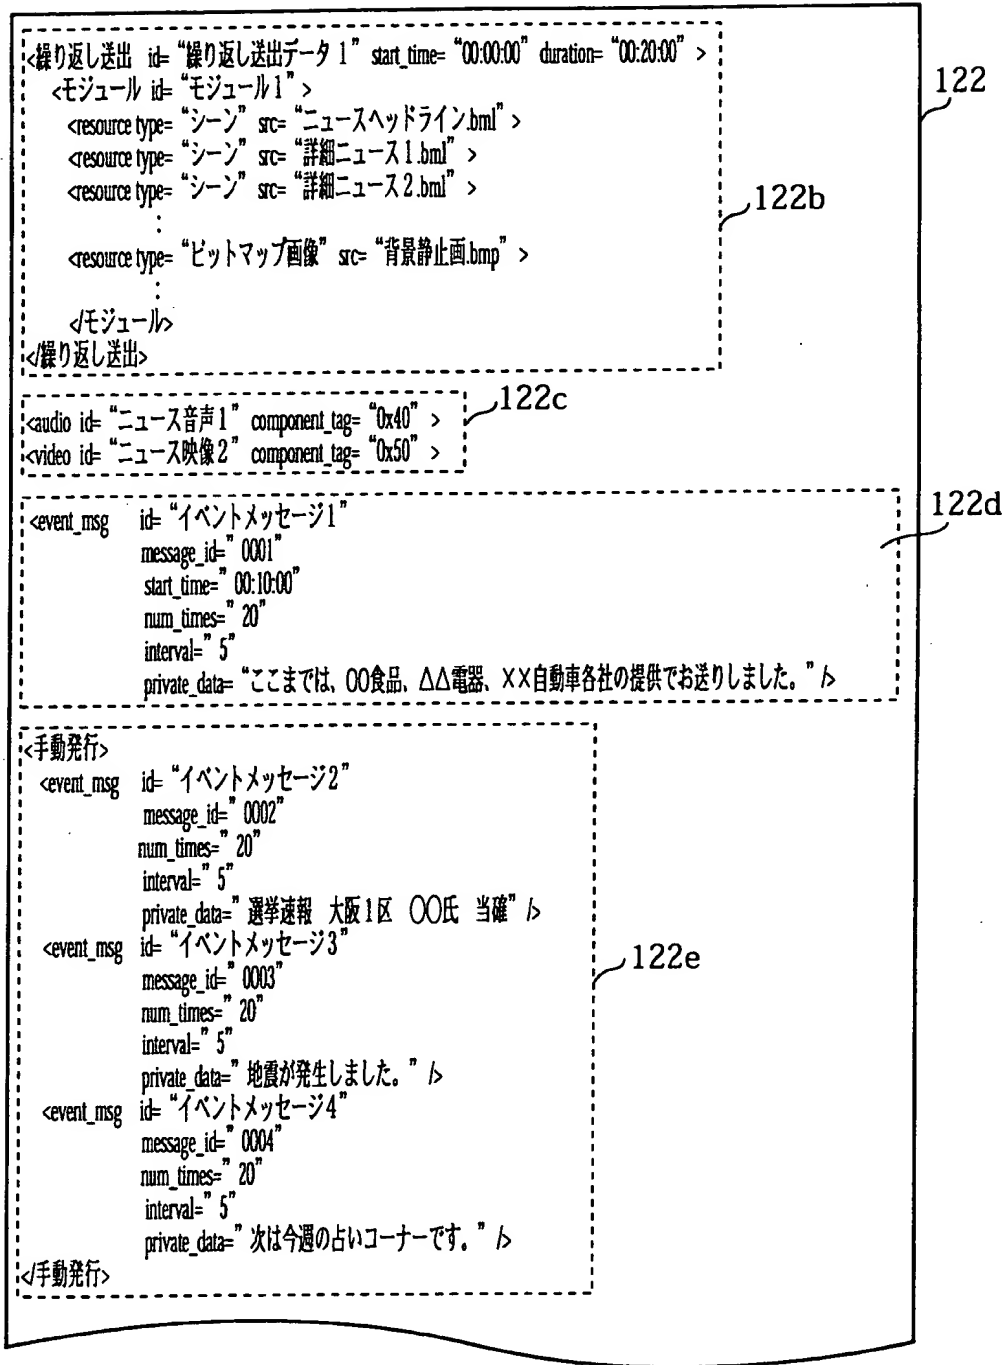 <繰り返し送出 id= “繰り返し送出データ 1” start_time= “00:00:00” duration= “00:20:00” >
<モジュール id= “モジュール1” >
<resource type= “シーン” src= “ニュースヘッドライン.bml” >
<resource type= “シーン” src= “詳細ニュース1.bml” >
<resource type= “シーン” src= “詳細ニュース2.bml” >
:
<resource type= “ビットマップ画像” src= “背景静止画.bmp” >
:
</モジュール>
</繰り返し送出>
122
122b
<audio id= “ニュース音声1” component_tag= “0x40” >
<video id= “ニュース映像2” component_tag= “0x50” >
122c
<event_msg id= “イベントメッセージ1”
message_id=” 0001”
start_time=” 00:10:00”
num_times=” 20”
interval=” 5”
private_data= “ここまでは、○○食品、△△電器、××自動車各社の提供でお送りしました。” />
122d
<手動発行>
<event_msg id= “イベントメッセージ2”
message_id=” 0002”
num_times=” 20”
interval=” 5”
private_data=” 選挙速報 大阪1区 ○○氏 当確” />
<event_msg id= “イベントメッセージ3”
message_id=” 0003”
num_times=” 20”
interval=” 5”
private_data=” 地震が発生しました。” />
<event_msg id= “イベントメッセージ4”
message_id=” 0004”
num_times=” 20”
interval=” 5”
private_data=” 次は今週の占いコーナーです。” />
</手動発行>
122e